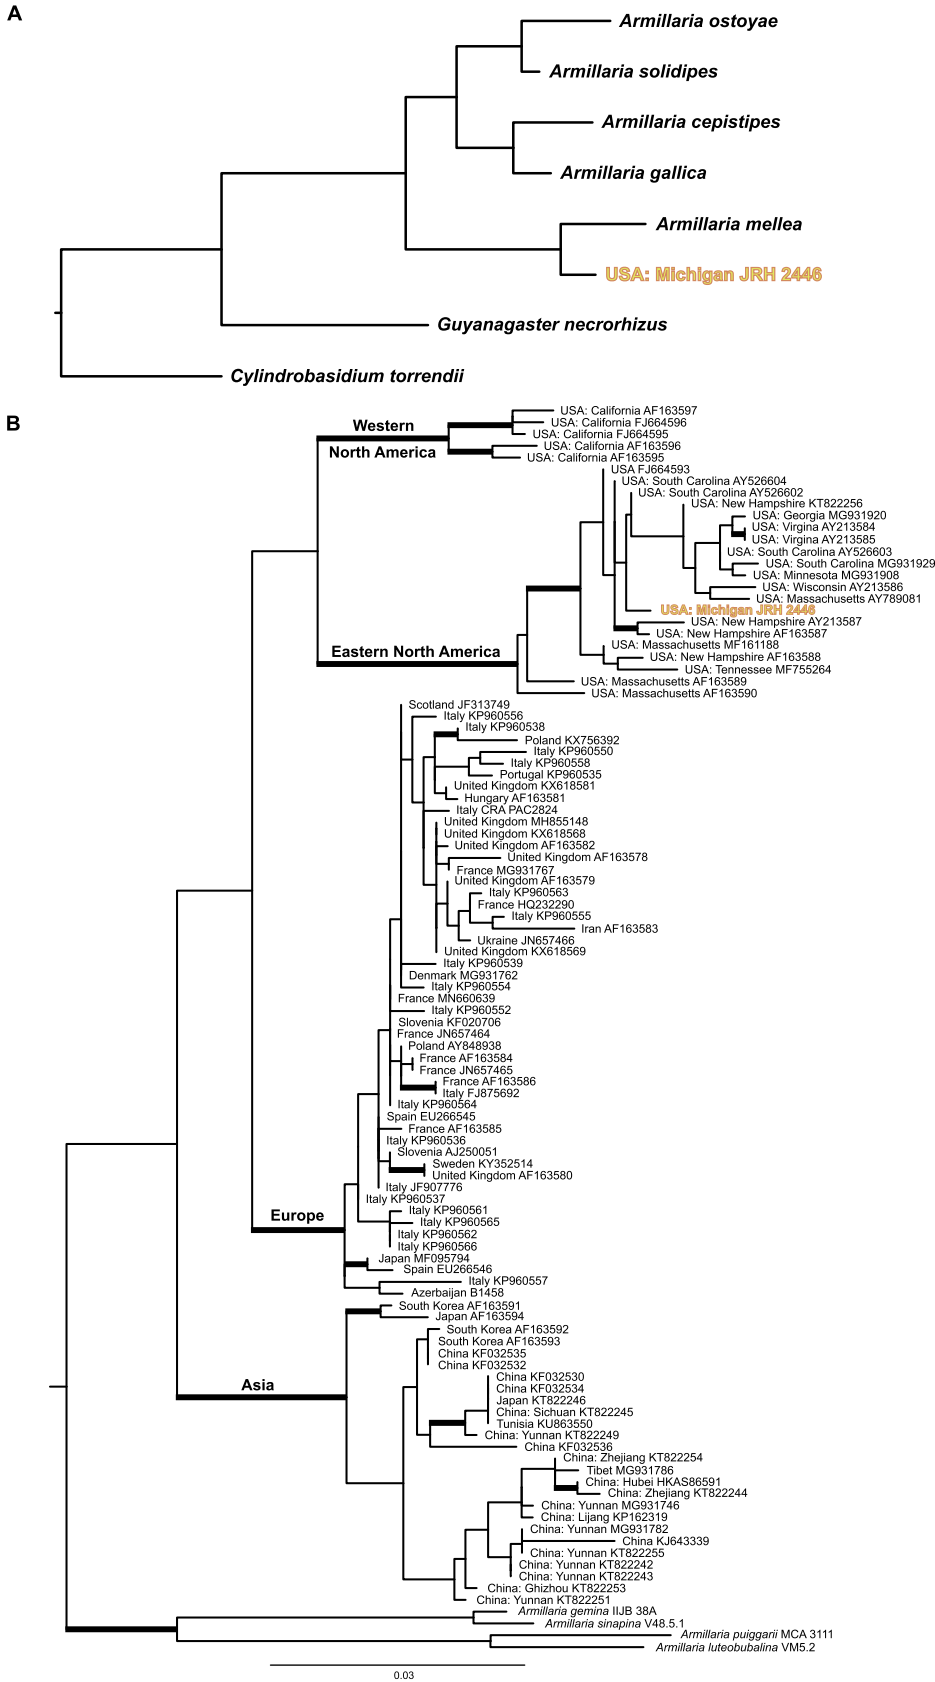 A
Armillaria ostoyae
Armillaria solidipes
Armillaria cepistipes
Armillaria gallica
Armillaria mellea
USA: Michigan JRH 2446
Guyanagaster necrorhizus
Cylindrobasidium torrendii
B
Western
North America
USA: California AF163597
USA: California FJ664596
USA: California FJ664595
USA: California AF163596
USA: California AF163595
USA FJ664593
USA: South Carolina AY526604
USA: South Carolina AY526602
USA: New Hampshire KT822256
USA: Georgia MG931920
USA: Virgina AY213584
USA: Virgina AY213585
USA: South Carolina AY526603
USA: South Carolina MG931929
USA: Minnesota MG931908
USA: Wisconsin AY213586
USA: Massachusetts AY789081
USA: Michigan JRH 2446
USA: New Hampshire AY213587
USA: New Hampshire AF163587
USA: Massachusetts MF161188
USA: New Hampshire AF163588
USA: Tennessee MF755264
USA: Massachusetts AF163589
USA: Massachusetts AF163590
Eastern North America
Scotland JF313749
Italy KP960556
Italy KP960538
Poland KX756392
Italy KP960550
Italy KP960558
Portugal KP960535
United Kingdom KX618581
Hungary AF163581
Italy CRA PAC2824
United Kingdom MH855148
United Kingdom KX618568
United Kingdom AF163582
United Kingdom AF163578
France MG931767
United Kingdom AF163579
Italy KP960563
France HQ232290
Italy KP960555
Iran AF163583
Ukraine JN657466
United Kingdom KX618569
Italy KP960539
Denmark MG931762
Italy KP960554
France MN660639
Italy KP960552
Slovenia KF020706
France JN657464
Poland AY848938
France AF163584
France JN657465
France AF163586
Italy FJ875692
Italy KP960564
Spain EU266545
France AF163585
Italy KP960536
Slovenia AJ250051
Sweden KY352514
United Kingdom AF163580
Italy JF907776
Italy KP960537
Italy KP960561
Italy KP960565
Italy KP960562
Italy KP960566
Japan MF095794
Spain EU266546
Italy KP960557
Azerbaijan B1458
Europe
South Korea AF163591
Japan AF163594
South Korea AF163592
South Korea AF163593
China KF032535
China KF032532
China KF032530
China KF032534
Japan KT822246
China: Sichuan KT822245
Tunisia KU863550
China: Yunnan KT822249
China KF032536
China: Zhejiang KT822254
Tibet MG931786
China: Hubei HKAS86591
China: Zhejiang KT822244
China: Yunnan MG931746
China: Lijang KP162319
China: Yunnan MG931782
China KJ643339
China: Yunnan KT822255
China: Yunnan KT822242
China: Yunnan KT822243
China: Ghizhou KT822253
China: Yunnan KT822251
Asia
Armillaria gemina IIJB 38A
Armillaria sinapina V48.5.1
Armillaria puiggarii MCA 3111
Armillaria luteobubalina VM5.2
0.03